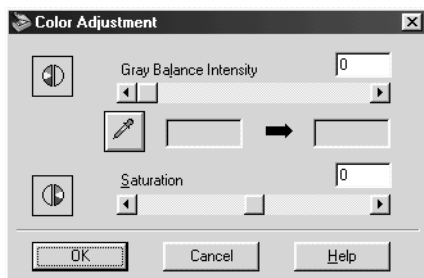 Color Adjustment
Gray Balance Intensity
0
Saturation
0
OK Cancel Help